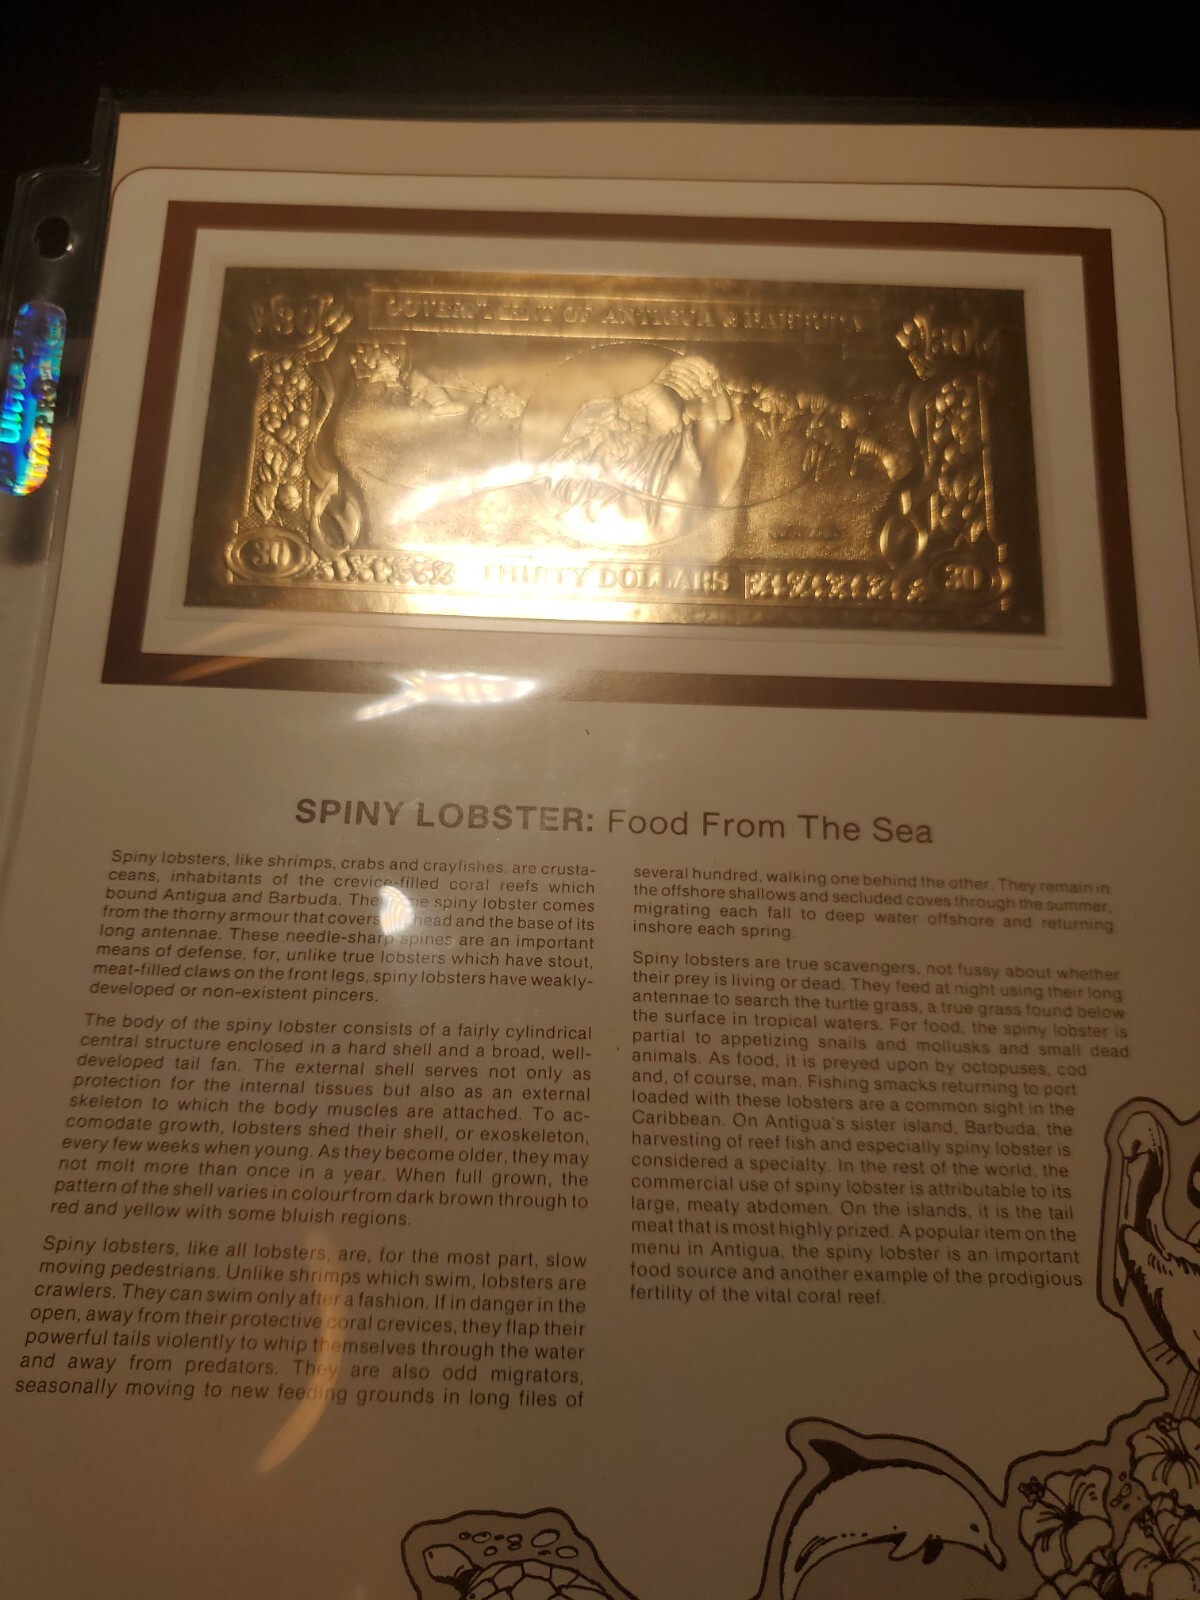 30
GOVERNMENT OF ANTIGUA & BARBUDA
30
30
THIRTY DOLLARS
30
SPINY LOBSTER: Food From The Sea
Spiny lobsters, like shrimps, crabs and crayfishes, are crusta-
ceans, inhabitants of the crevice-filled coral reefs which
bound Antigua and Barbuda. The spiny lobster comes
from the thorny armour that covers head and the base of its
long antennae. These needle-sharp spines are an important
means of defense, for, unlike true lobsters which have stout,
meat-filled claws on the front legs, spiny lobsters have weakly-
developed or non-existent pincers.
The body of the spiny lobster consists of a fairly cylindrical
central structure enclosed in a hard shell and a broad, well-
developed tail fan. The external shell serves not only as
protection for the internal tissues but also as an external
skeleton to which the body muscles are attached. To ac-
comodate growth, lobsters shed their shell, or exoskeleton,
every few weeks when young. As they become older, they may
not molt more than once in a year. When full grown, the
pattern of the shell varies in colour from dark brown through to
red and yellow with some bluish regions.
Spiny lobsters, like all lobsters, are, for the most part, slow
moving pedestrians. Unlike shrimps which swim, lobsters are
crawlers. They can swim only after a fashion. If in danger in the
open, away from their protective coral crevices, they flap their
powerful tails violently to whip themselves through the water
and away from predators. They are also odd migrators,
seasonally moving to new feeding grounds in long files of
several hundred, walking one behind the other. They remain in
the offshore shallows and secluded coves through the summer,
migrating each fall to deep water offshore and returning
inshore each spring.
Spiny lobsters are true scavengers, not fussy about whether
their prey is living or dead. They feed at night using their long
antennae to search the turtle grass, a true grass found below
the surface in tropical waters. For food, the spiny lobster is
partial to appetizing snails and mollusks and small dead
animals. As food, it is preyed upon by octopuses, cod
and, of course, man. Fishing smacks returning to port
loaded with these lobsters are a common sight in the
Caribbean. On Antigua's sister island, Barbuda, the
harvesting of reef fish and especially spiny lobster is
considered a specialty. In the rest of the world, the
commercial use of spiny lobster is attributable to its
large, meaty abdomen. On the islands, it is the tail
meat that is most highly prized. A popular item on the
menu in Antigua, the spiny lobster is an important
food source and another example of the prodigious
fertility of the vital coral reef.